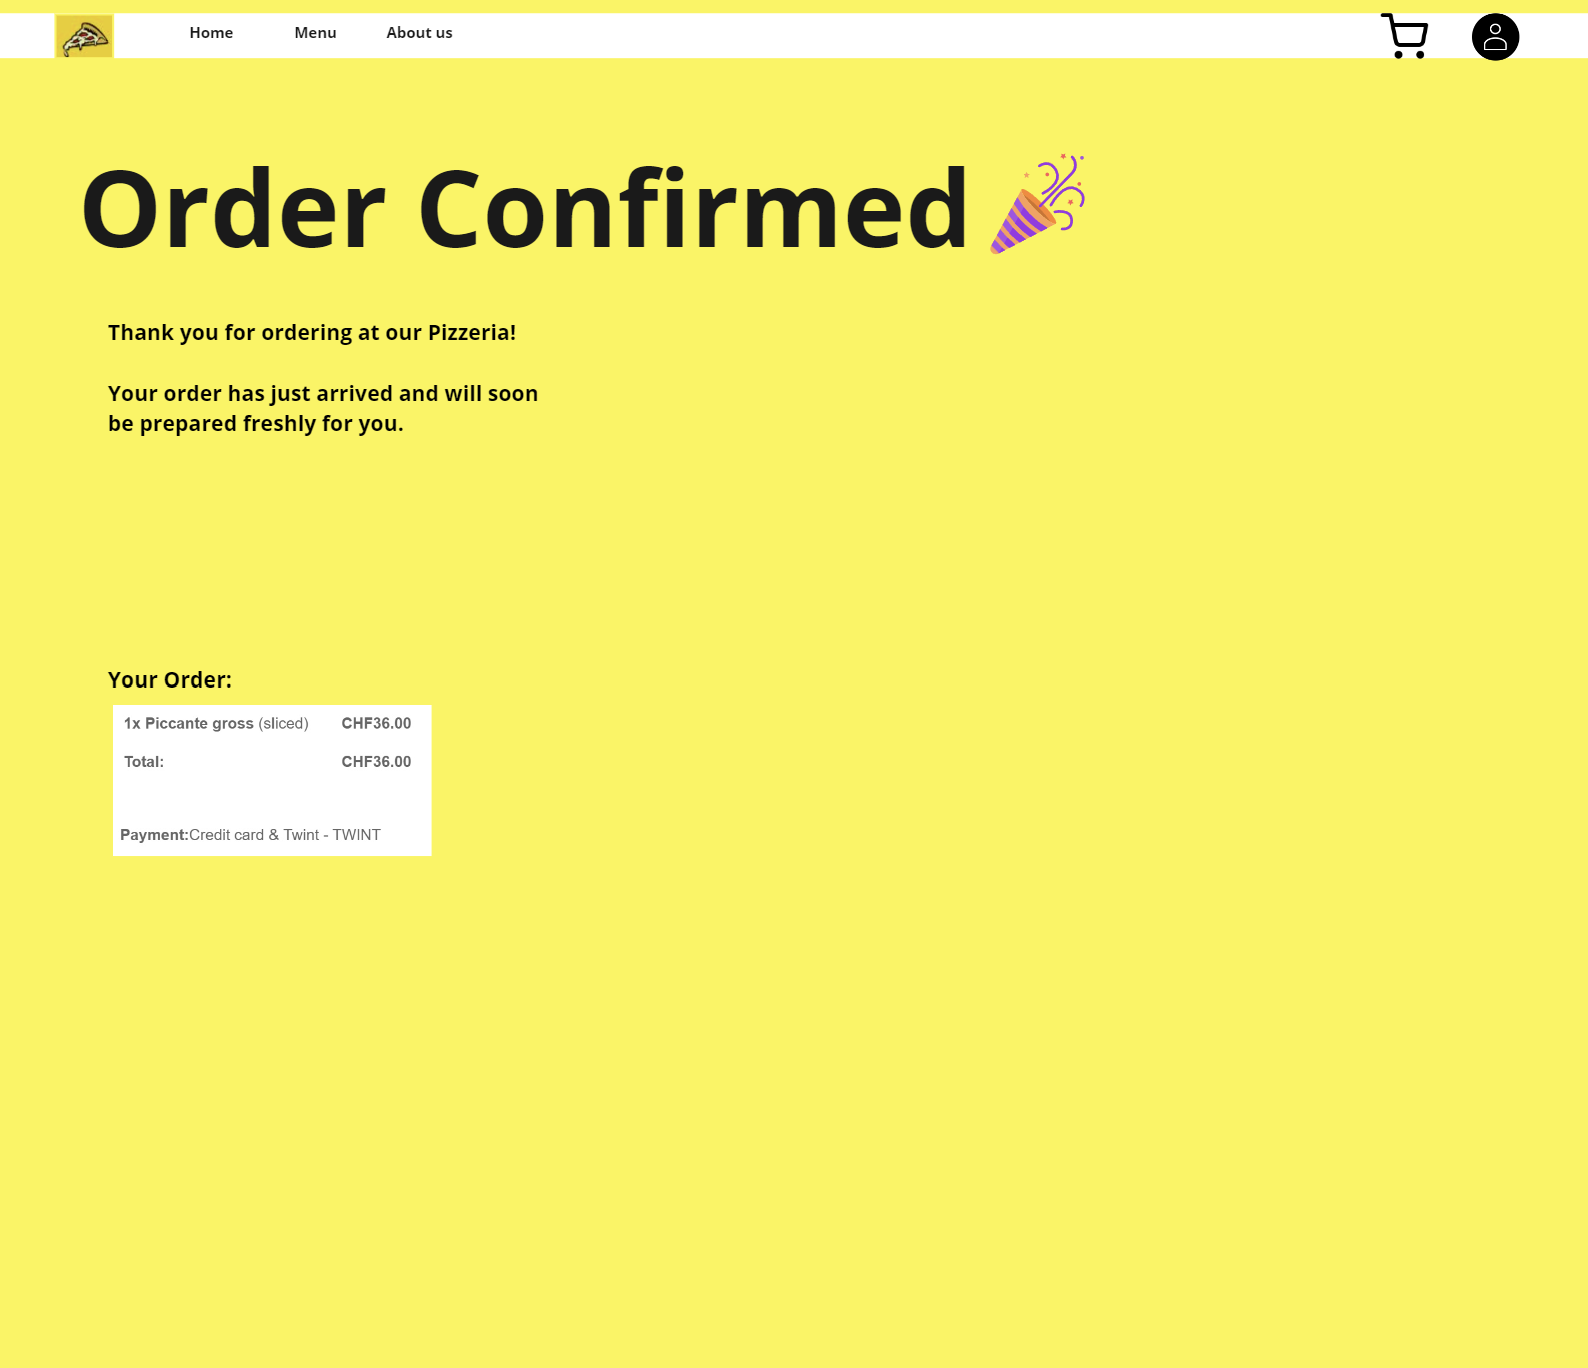 Home Menu About us
Order Confirmed
Thank you for ordering at our Pizzeria!
Your order has just arrived and will soon
be prepared freshly for you.
Your Order:
1x Piccante gross (sliced) CHF36.00
Total: CHF36.00
Payment:Credit card & Twint - TWINT